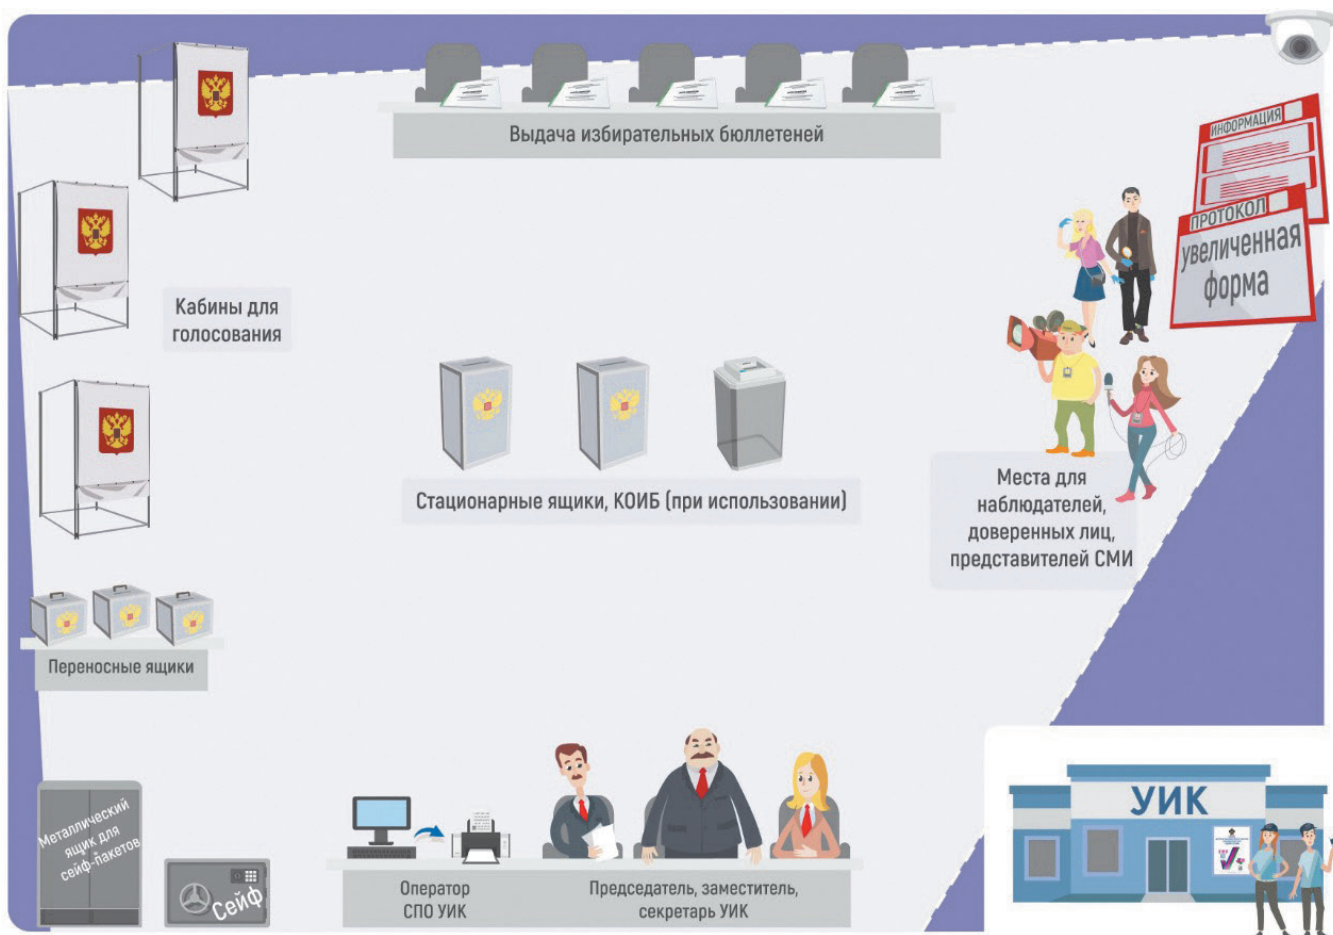 Выдача избирательных бюллетеней
ИНФОРМАЦИЯ
ПРОТОКОЛ
увеличенная
форма
Кабины для
голосования
Стационарные ящики, КОИБ (при использовании)
Места для
наблюдателей,
доверенных лиц,
представителей СМИ
Переносные ящики
Металлический
ящик для
сейф-пакетов
Сейф
Оператор
СПО УИК
Председатель, заместитель,
секретарь УИК
УИК